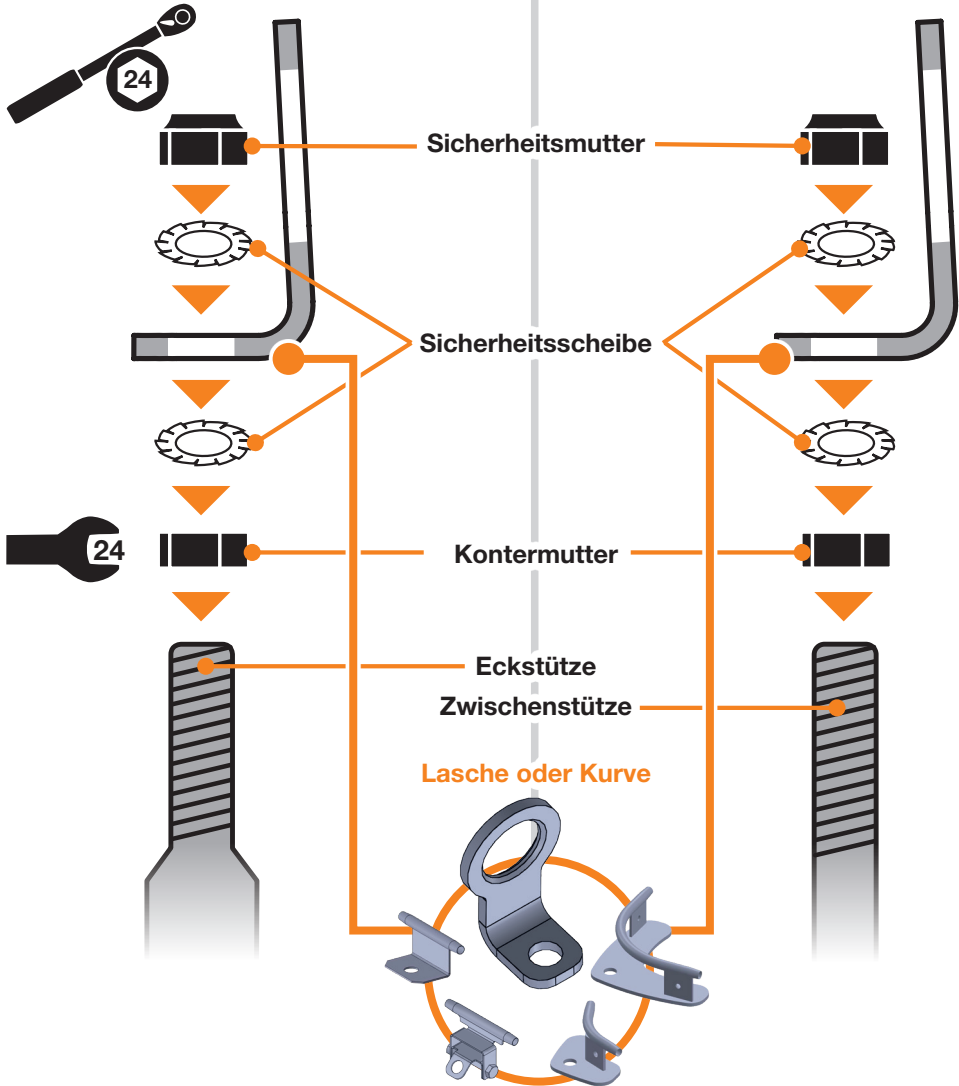 24
Sicherheitsmutter
Sicherheitsscheibe
24
Kontermutter
Eckstütze
Zwischenstütze
Lasche oder Kurve